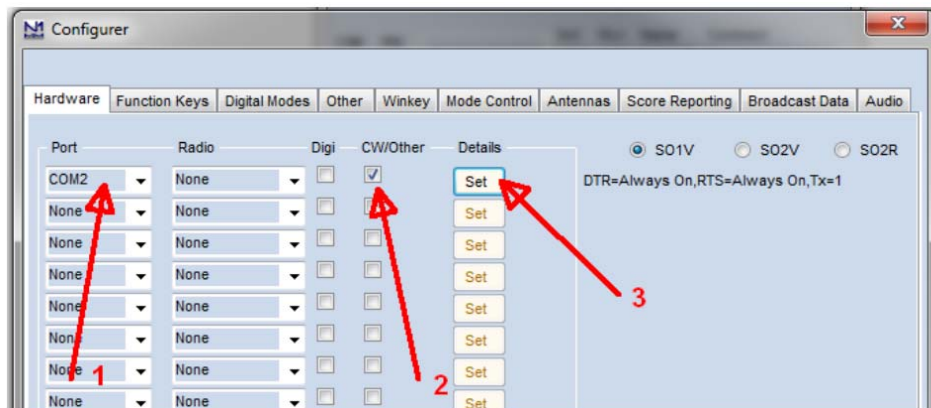 N1 Configurer X
Hardware Function Keys Digital Modes Other Winkey Mode Control Antennas Score Reporting Broadcast Data Audio
Port Radio Digi CW/Other Details SO1V SO2V SO2R
COM2 None Set DTR=Always On,RTS=Always On,Tx=1
None None Set
None None Set
None None Set
None None Set
3
None None Set
None None Set
1
2
None None Set